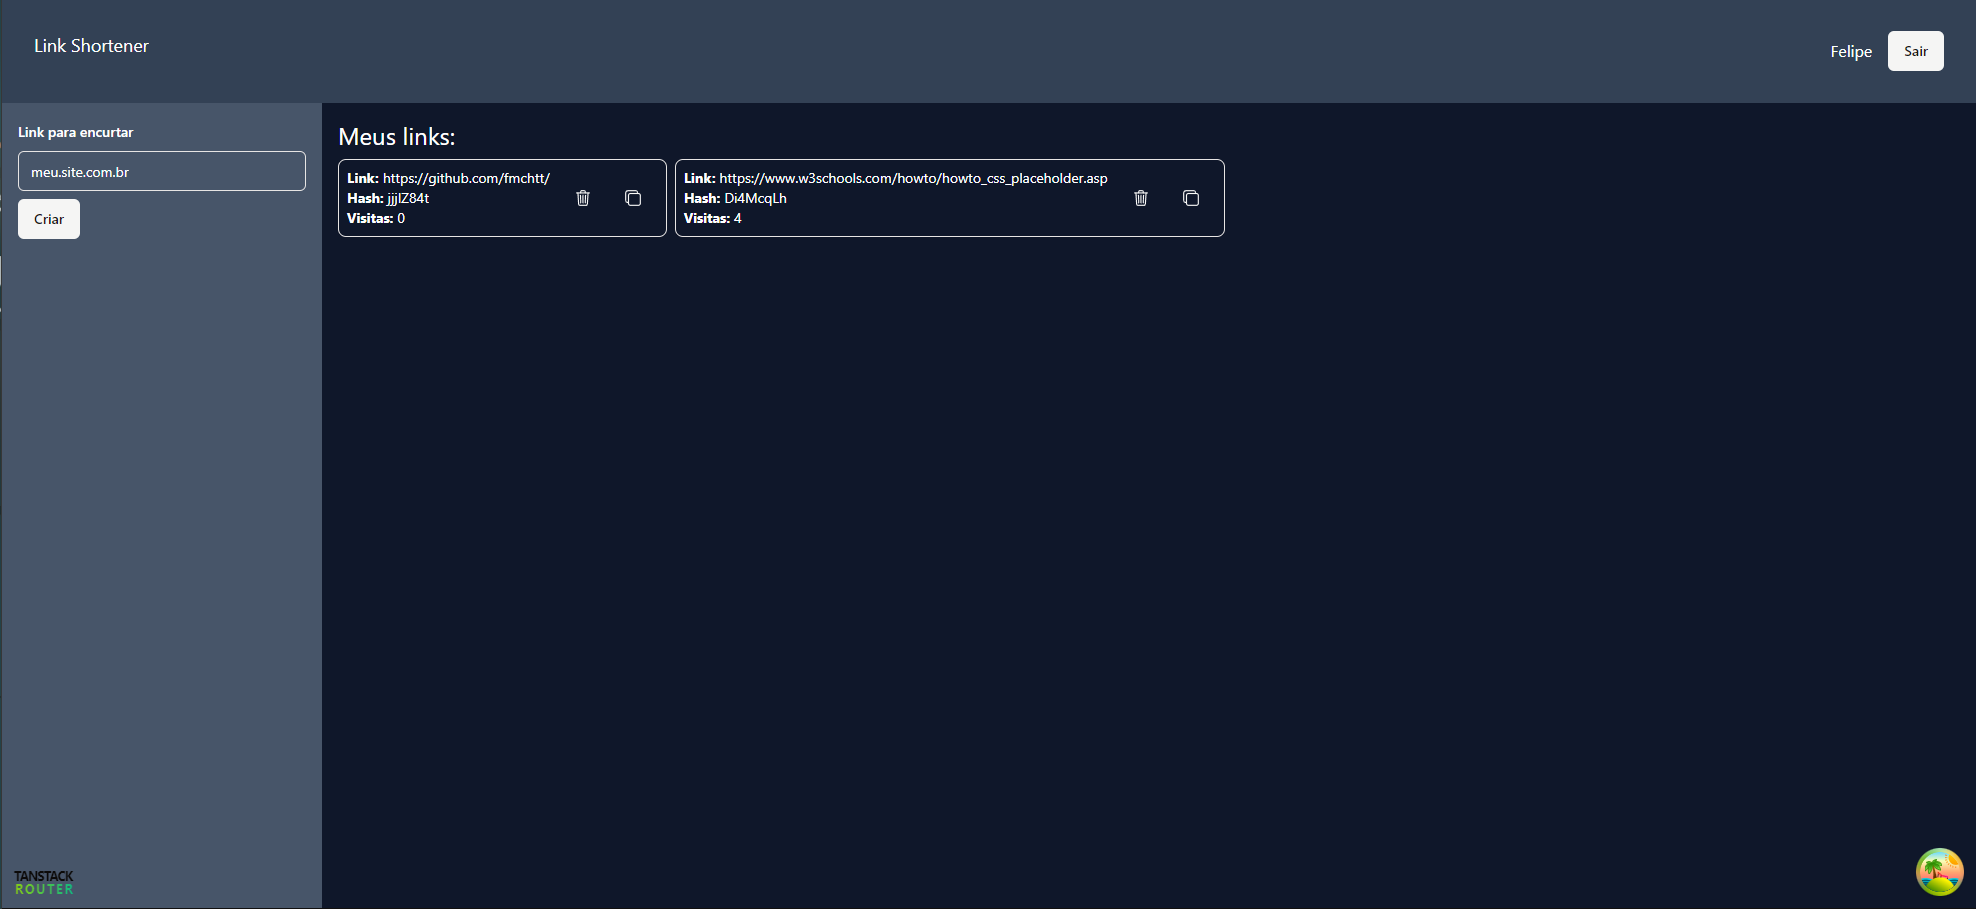 Link Shortener
Felipe
Sair
Link para encurtar
meu.site.com.br
Criar
Meus links:
Link: https://github.com/fmchtt/
Hash: jjjlZ84t
Visitas: 0
Link: https://www.w3schools.com/howto/howto_css_placeholder.asp
Hash: Di4McqLh
Visitas: 4
TANSTACK
ROUTER